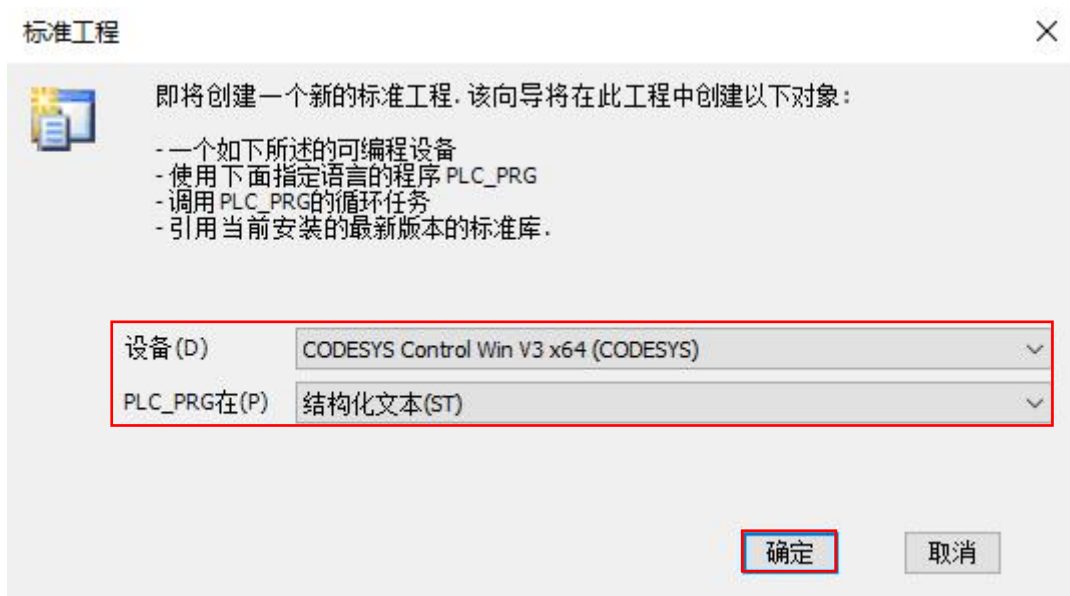 标准工程
即将创建一个新的标准工程.该向导将在此工程中创建以下对象:
-一个如下所述的可编程设备
-使用下面指定语言的程序 PLC_PRG
-调用 PLC_PRG的循环任务
-引用当前安装的最新版本的标准库.
设备(D) CODESYS Control Win V3 x64 (CODESYS)
PLC_PRG在(P) 结构化文本(ST)
确定 取消